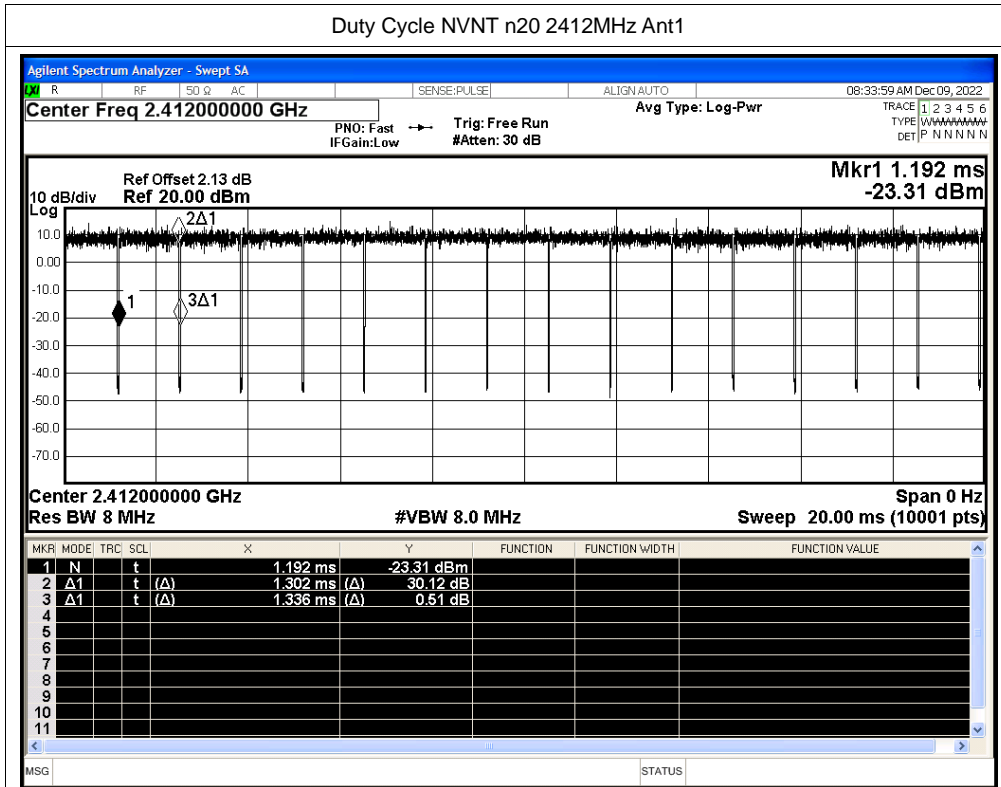 Duty Cycle NVNT n20 2412MHz Ant1
Agilent Spectrum Analyzer - Swept SA
LXI R RF 50 Ω AC SENSE:PULSE ALIGN AUTO 08:33:59 AM Dec 09, 2022
Center Freq 2.412000000 GHz Avg Type: Log-Pwr TRACE 1 2 3 4 5 6
PNO: Fast Trig: Free Run TYPE WWWWWW
IFGain:Low #Atten: 30 dB DET P N N N N N
Mkr1 1.192 ms
-23.31 dBm
Ref Offset 2.13 dB
10 dB/div Ref 20.00 dBm
Log
2Δ1
10.0
0.00
-10.0
1
3Δ1
-20.0
-30.0
-40.0
-50.0
-60.0
-70.0
Center 2.412000000 GHz Span 0 Hz
Res BW 8 MHz #VBW 8.0 MHz Sweep 20.00 ms (10001 pts)
MKR MODE TRC SCL X Y FUNCTION FUNCTION WIDTH FUNCTION VALUE
1 N t 1.192 ms -23.31 dBm
2 Δ1 t (Δ) 1.302 ms (Δ) 30.12 dB
3 Δ1 t (Δ) 1.336 ms (Δ) 0.51 dB
4
5
6
7
8
9
10
11
MSG STATUS